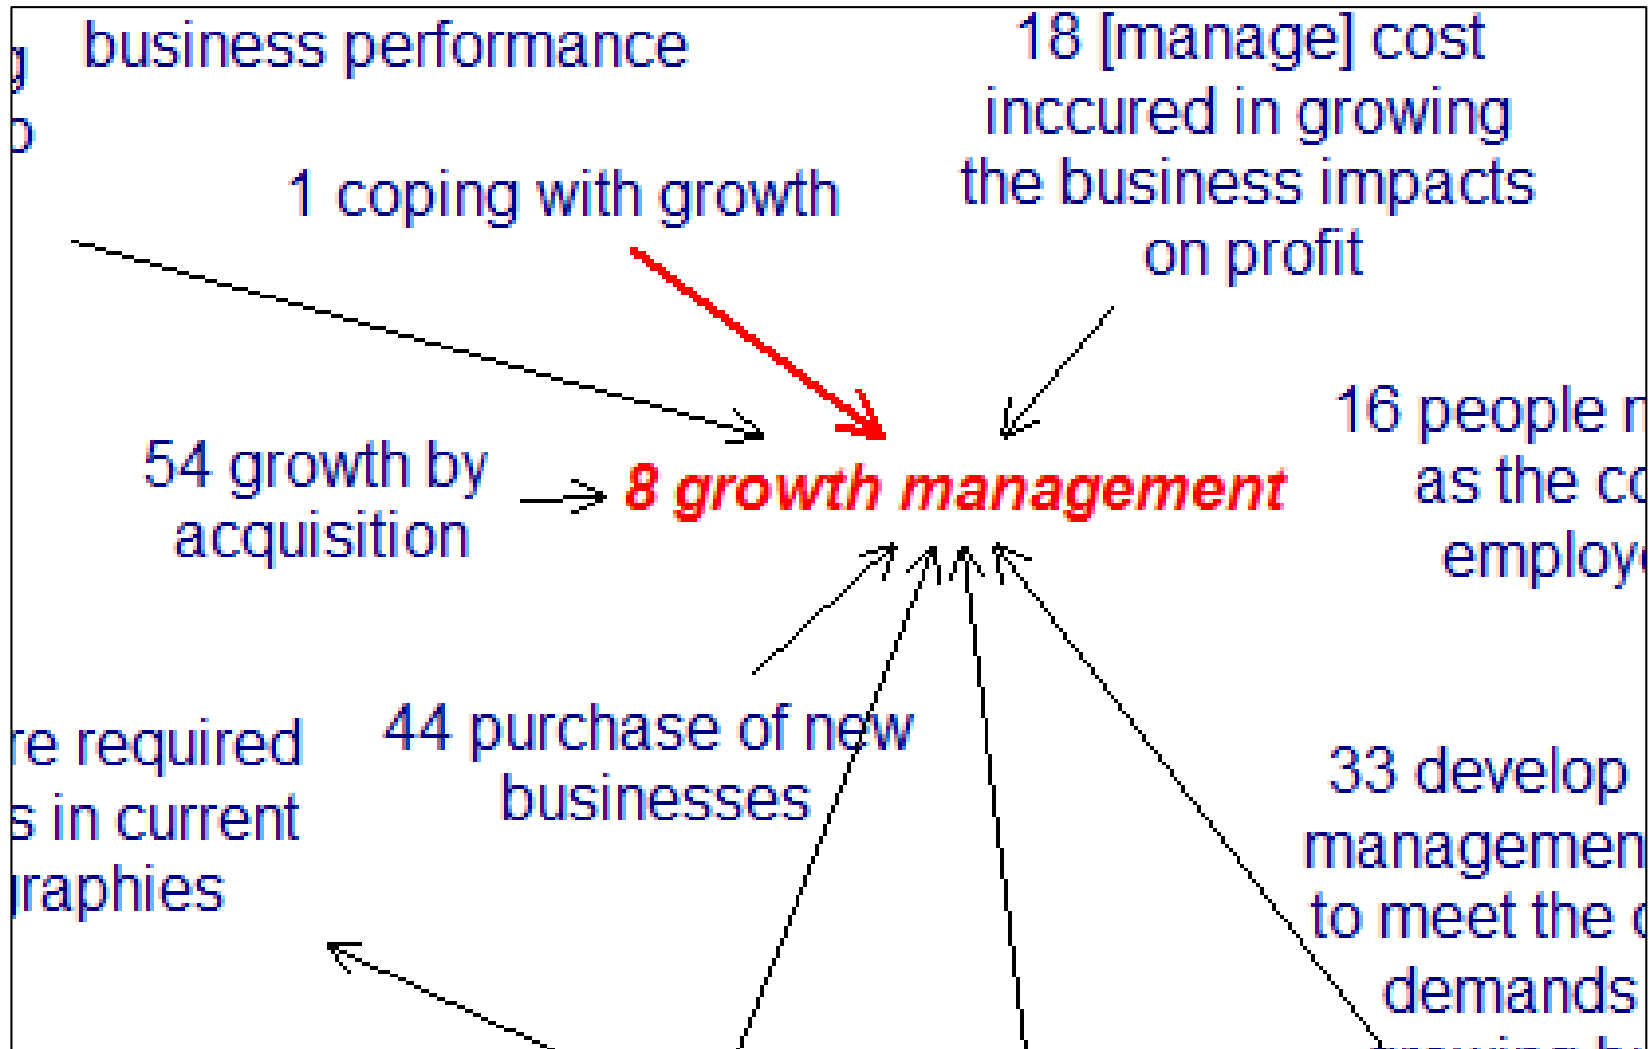 business performance
18 [manage] cost
inccured in growing
the business impacts
on profit
1 coping with growth
54 growth by
acquisition
8 growth management
16 people
as the
44 purchase of new
businesses
required
in current
33 develop
to meet the
demands